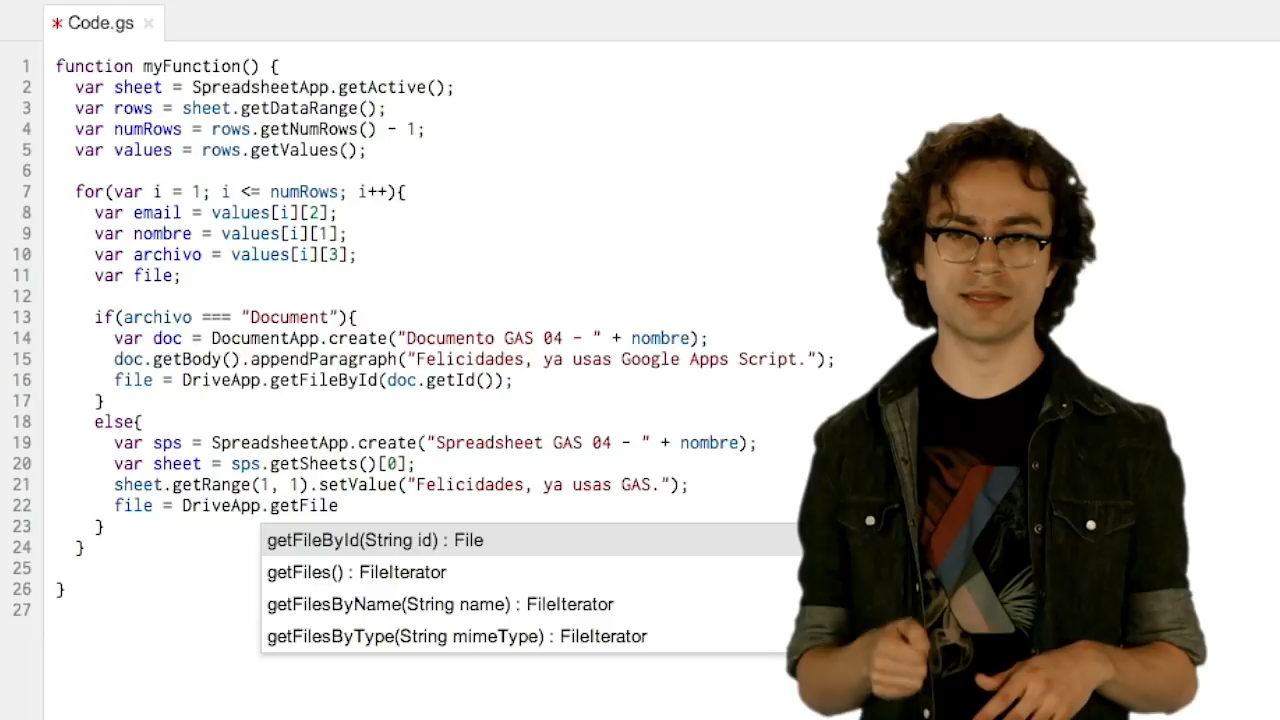 * Code.gs ×
1 function myFunction() {
2 var sheet = SpreadsheetApp.getActive();
3 var rows = sheet.getDataRange();
4 var numRows = rows.getNumRows() - 1;
5 var values = rows.getValues();
6
7 for(var i = 1; i <= numRows; i++){
8 var email = values[i][2];
9 var nombre = values[i][1];
10 var archivo = values[i][3];
11 var file;
12
13 if(archivo === "Document"){
14 var doc = DocumentApp.create("Documento GAS 04 - " + nombre);
15 doc.getBody().appendParagraph("Felicidades, ya usas Google Apps Script.");
16 file = DriveApp.getFileById(doc.getId());
17 }
18 else{
19 var sps = SpreadsheetApp.create("Spreadsheet GAS 04 - " + nombre);
20 var sheet = sps.getSheets()[0];
21 sheet.getRange(1, 1).setValue("Felicidades, ya usas GAS.");
22 file = DriveApp.getFile
23 }
24 }
25
26 }
27
getFileById(String id) : File
getFiles() : FileIterator
getFilesByName(String name) : FileIterator
getFilesByType(String mimeType) : FileIterator